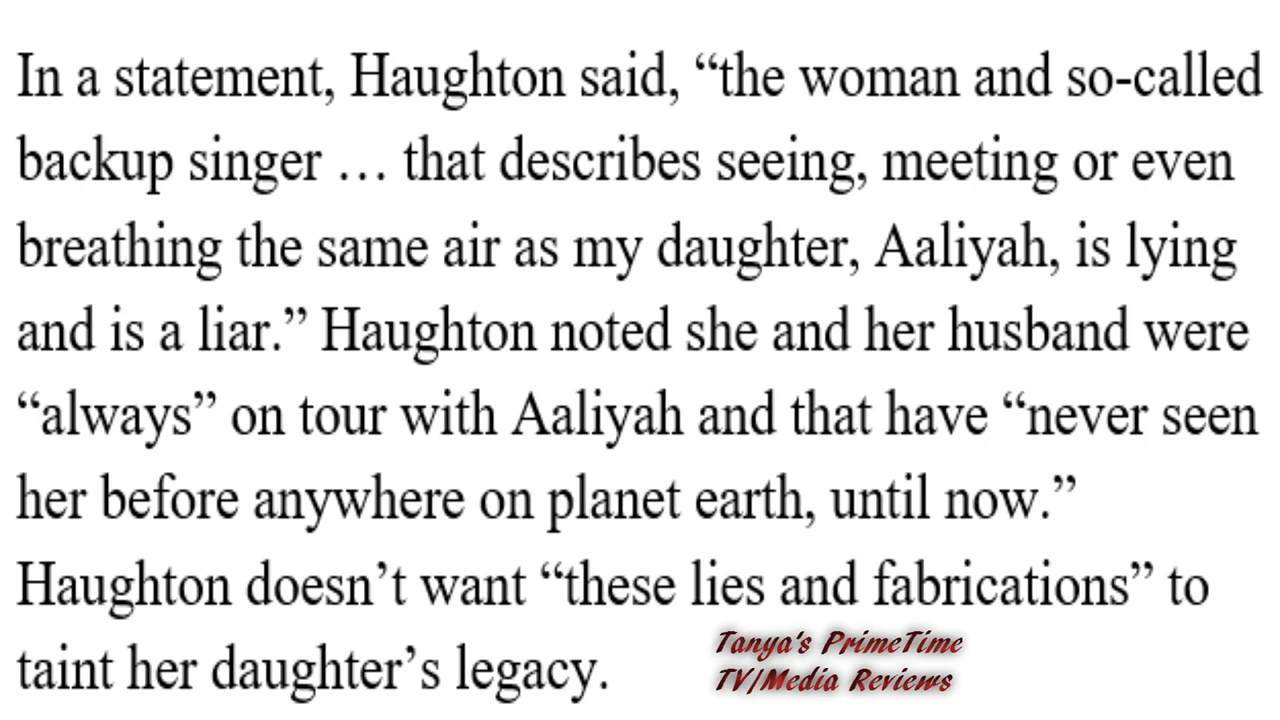 In a statement, Haughton said, “the woman and so-called
backup singer … that describes seeing, meeting or even
breathing the same air as my daughter, Aaliyah, is lying
and is a liar.” Haughton noted she and her husband were
“always” on tour with Aaliyah and that have “never seen
her before anywhere on planet earth, until now.”
Haughton doesn’t want “these lies and fabrications” to
taint her daughter’s legacy.
Tanya's PrimeTime
TV/Media Reviews